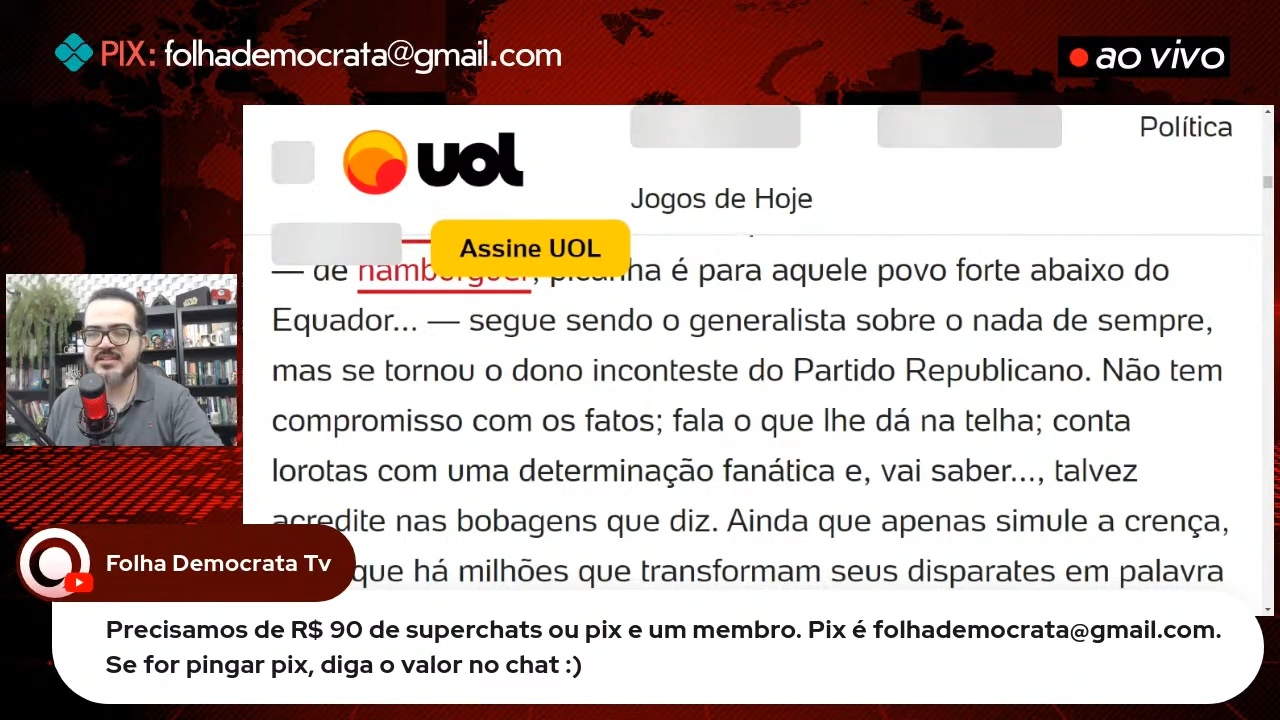 PIX: folhademocrata@gmail.com
ao vivo
uol
Política
Jogos de Hoje
Assine UOL
— de hambúrguer, picanha é para aquele povo forte abaixo do
Equador... — segue sendo o generalista sobre o nada de sempre,
mas se tornou o dono inconteste do Partido Republicano. Não tem
compromisso com os fatos; fala o que lhe dá na telha; conta
lorotas com uma determinação fanática e, vai saber..., talvez
acredite nas bobagens que diz. Ainda que apenas simule a crença,
que há milhões que transformam seus disparates em palavra
Folha Democrata Tv
Precisamos de R$ 90 de superchats ou pix e um membro. Pix é folhademocrata@gmail.com.
Se for pingar pix, diga o valor no chat :)